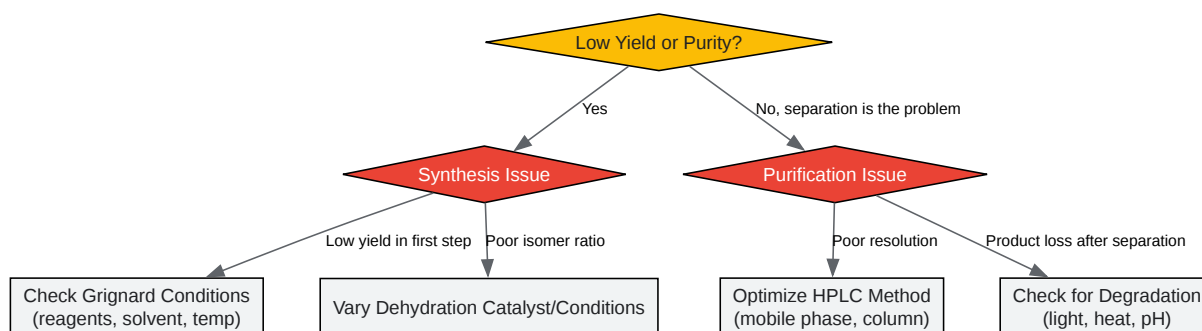 Low Yield or Purity?
Yes
No, separation is the problem
Synthesis Issue
Purification Issue
Low yield in first step
Poor isomer ratio
Poor resolution
Product loss after separation
Check Grignard Conditions
(reagents, solvent, temp)
Vary Dehydration Catalyst/Conditions
Optimize HPLC Method
(mobile phase, column)
Check for Degradation
(light, heat, pH)